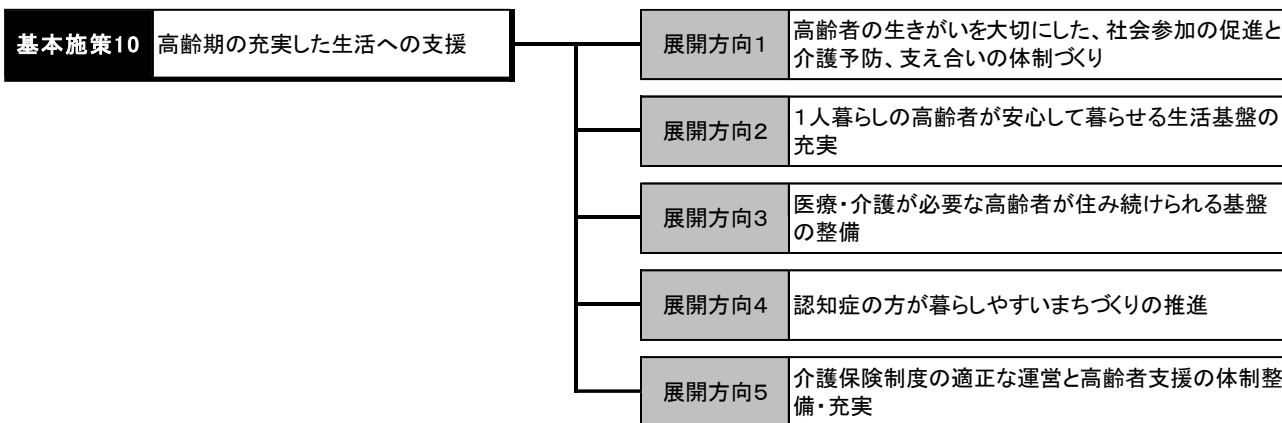 基本施策10 高齢期の充実した生活への支援
展開方向1 高齢者の生きがいを大切にした、社会参加の促進と
介護予防、支え合いの体制づくり
展開方向2 1人暮らしの高齢者が安心して暮らせる生活基盤の
充実
展開方向3 医療・介護が必要な高齢者が住み続けられる基盤
の整備
展開方向4 認知症の方が暮らしやすいまちづくりの推進
展開方向5 介護保険制度の適正な運営と高齢者支援の体制整
備・充実